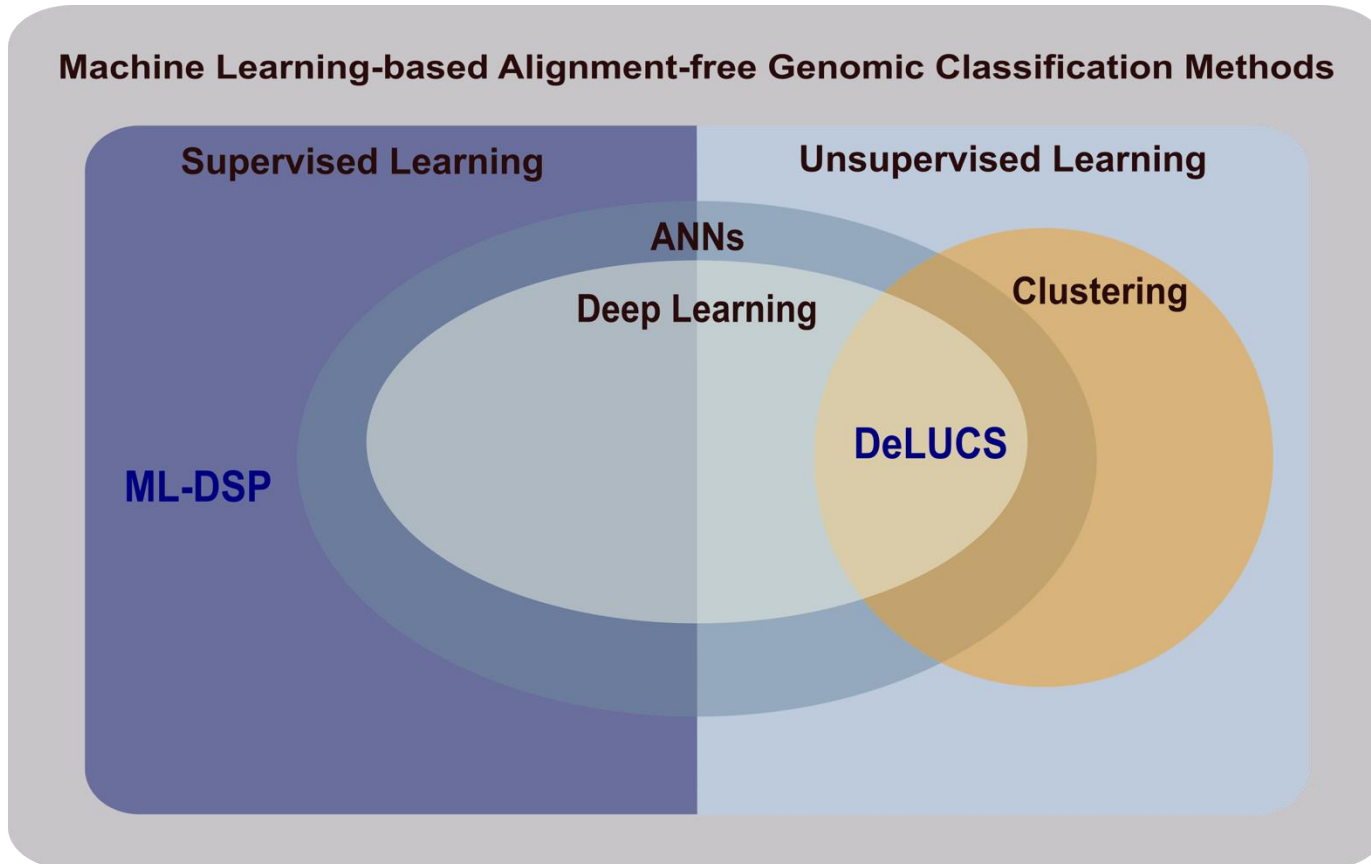 Machine Learning-based Alignment-free Genomic Classification Methods
Supervised Learning
Unsupervised Learning
ANNs
Deep Learning
Clustering
DeLUCS
ML-DSP